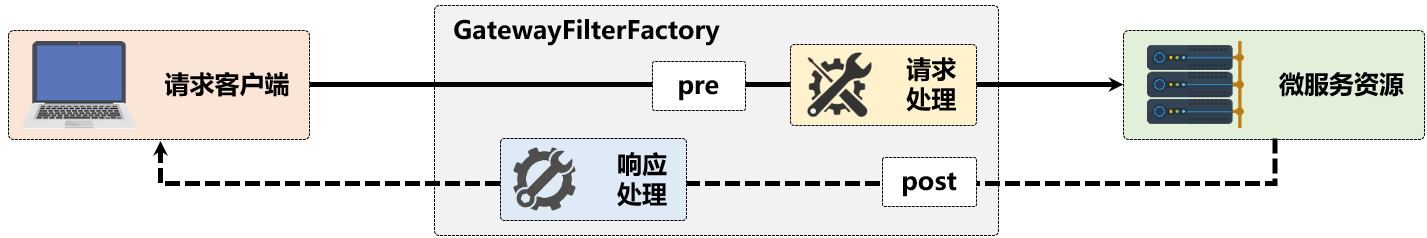 GatewayFilterFactory
请求客户端
pre
请求
处理
微服务资源
响应
处理
post